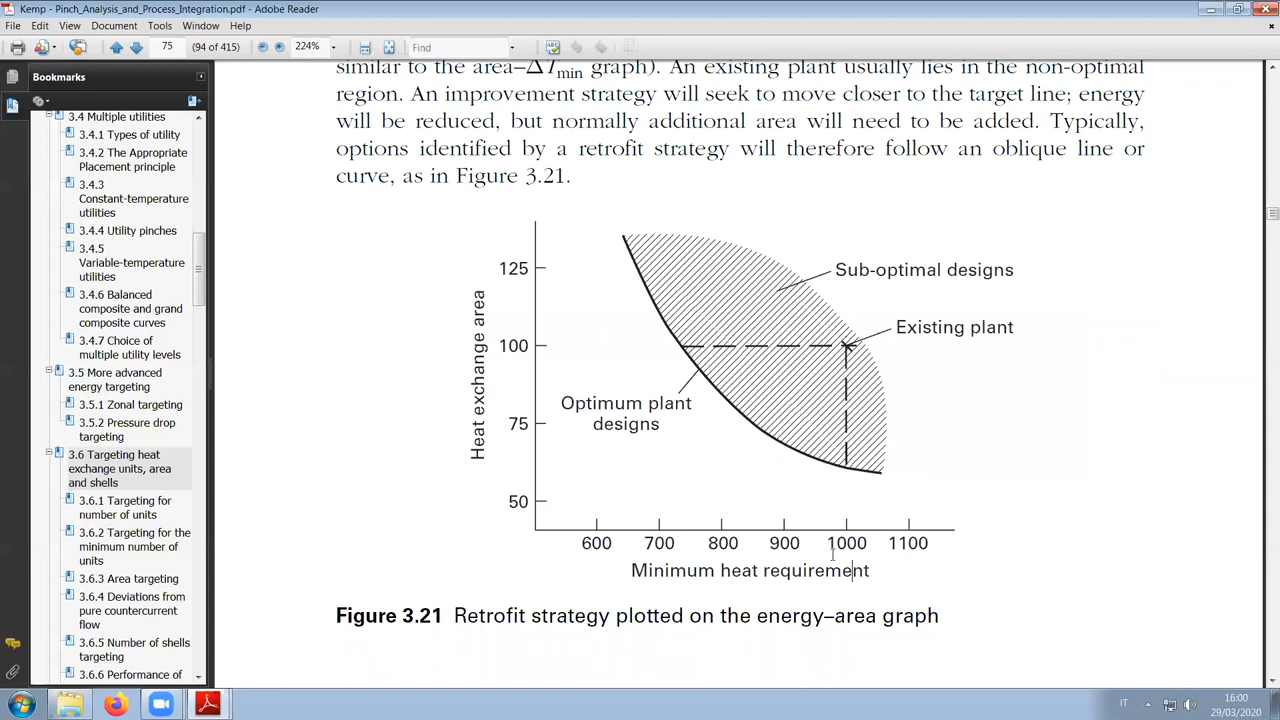 Kemp - Pinch_Analysis_and_Process_Integration.pdf - Adobe Reader
File Edit View Document Tools Window Help
75 (94 of 415) 224% Find
Bookmarks
3.4 Multiple utilities
3.4.1 Types of utility
3.4.2 The Appropriate
Placement principle
3.4.3
Constant-temperature
utilities
3.4.4 Utility pinches
3.4.5
Variable-temperature
utilities
3.4.6 Balanced
composite and grand
composite curves
3.4.7 Choice of
multiple utility levels
3.5 More advanced
energy targeting
3.5.1 Zonal targeting
3.5.2 Pressure drop
targeting
3.6 Targeting heat
exchange units, area
and shells
3.6.1 Targeting for
number of units
3.6.2 Targeting for the
minimum number of
units
3.6.3 Area targeting
3.6.4 Deviations from
pure countercurrent
flow
3.6.5 Number of shells
targeting
3.6.6 Performance of
similar to the area–ΔTmin graph). An existing plant usually lies in the non-optimal
region. An improvement strategy will seek to move closer to the target line; energy
will be reduced, but normally additional area will need to be added. Typically,
options identified by a retrofit strategy will therefore follow an oblique line or
curve, as in Figure 3.21.
Heat exchange area
125
100
75
50
Sub-optimal designs
Existing plant
Optimum plant
designs
600 700 800 900 1000 1100
Minimum heat requirement
Figure 3.21 Retrofit strategy plotted on the energy–area graph
IT
16:00
29/03/2020